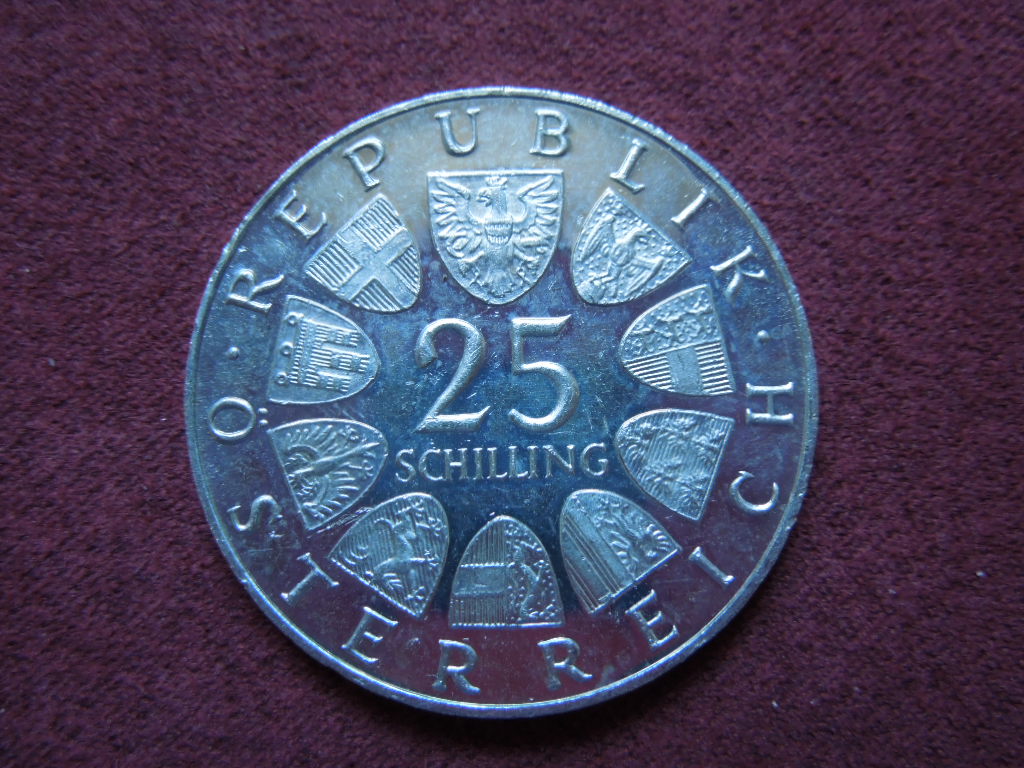 REPUBLIK · ÖSTERREICH ·
25
SCHILLING